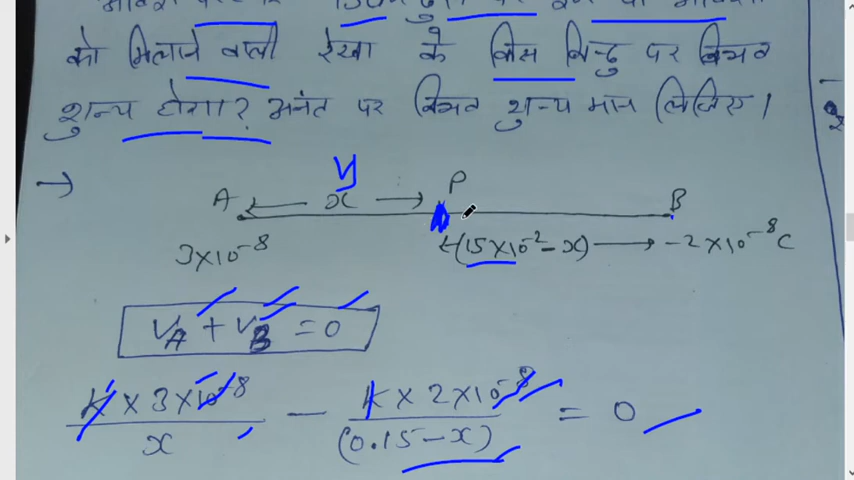 को मिलाने वाली रेखा के किस बिन्दु पर विभव
शुन्य होगा? अनंत पर विभव शुन्य मान लिजिए।
→ V
A ← x → P B
3×10⁻⁸ ←(15×10⁻² − x)→ −2×10⁻⁸ C
V_A + V_B = 0
K × 3×10⁻⁸ / x − K × 2×10⁻⁸ / (0.15−x) = 0